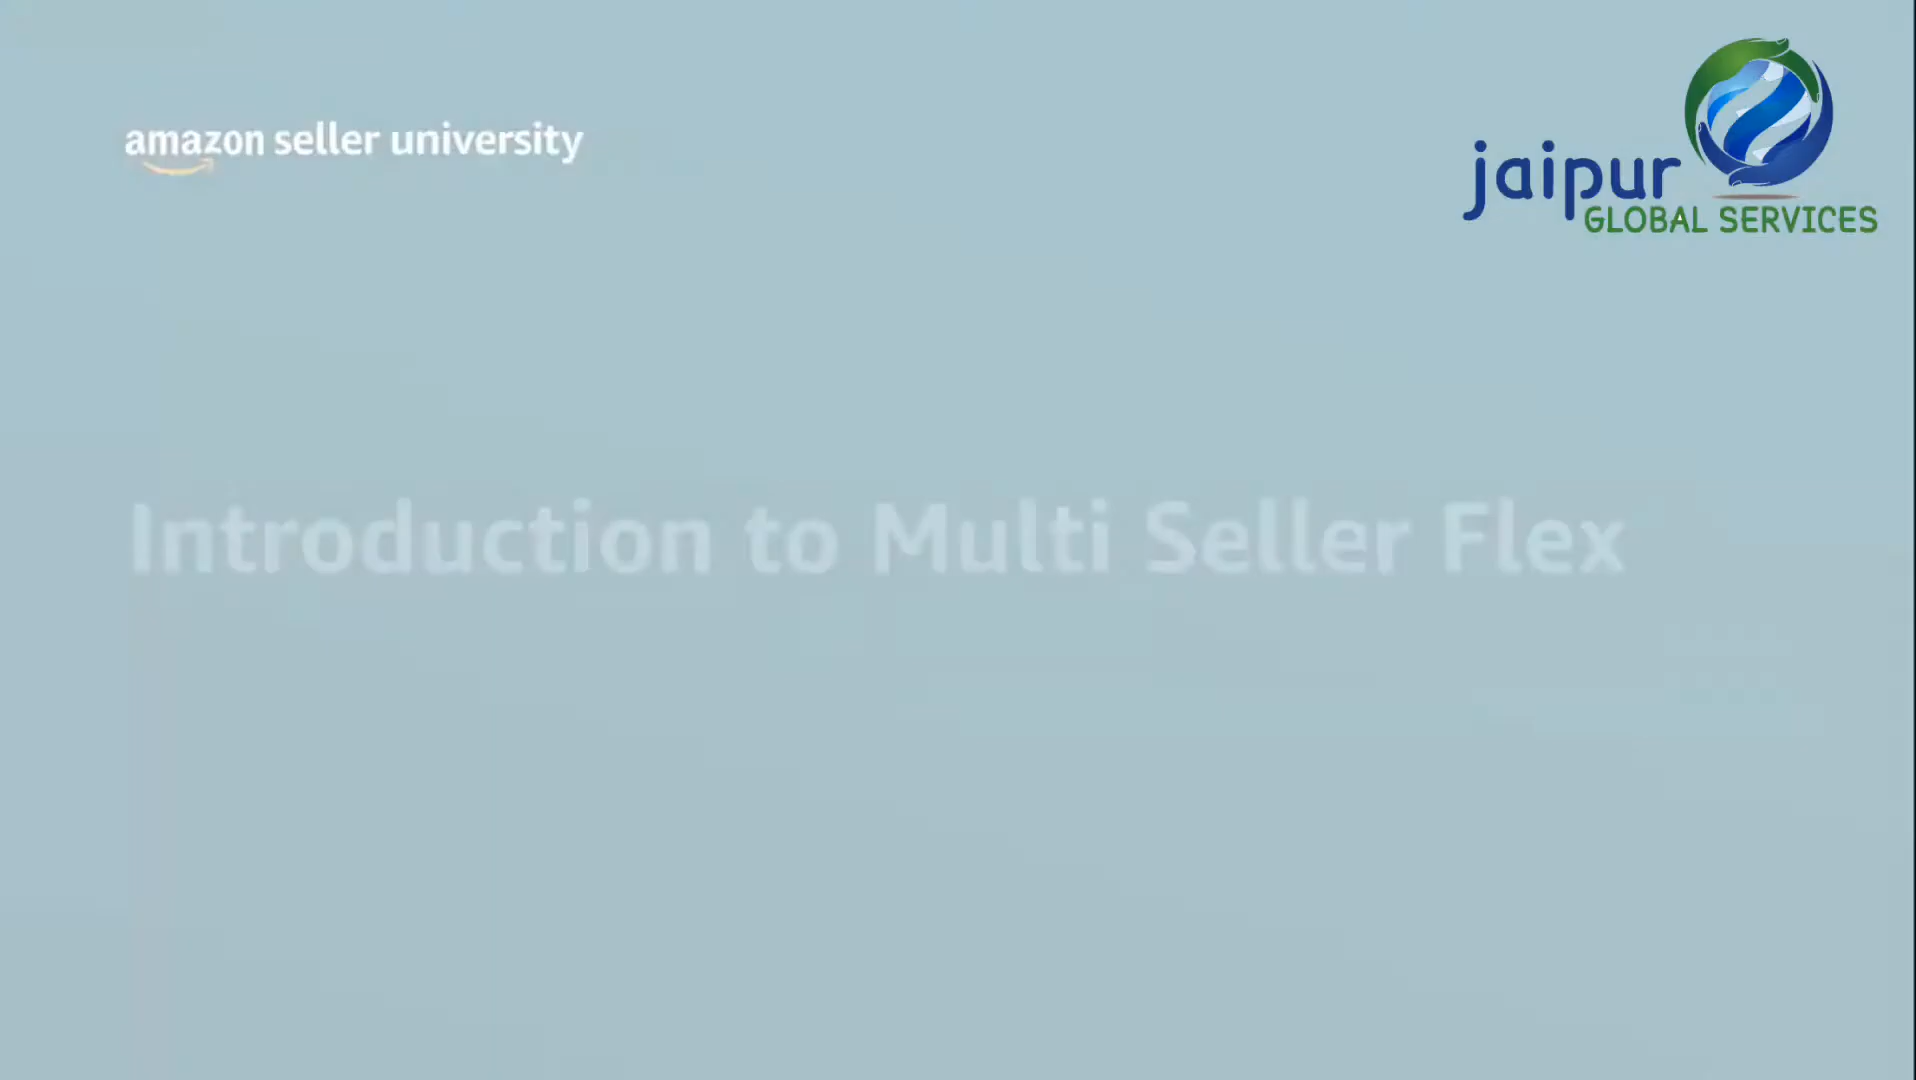 amazon seller university
jaipur
GLOBAL SERVICES
Introduction to Multi Seller Flex